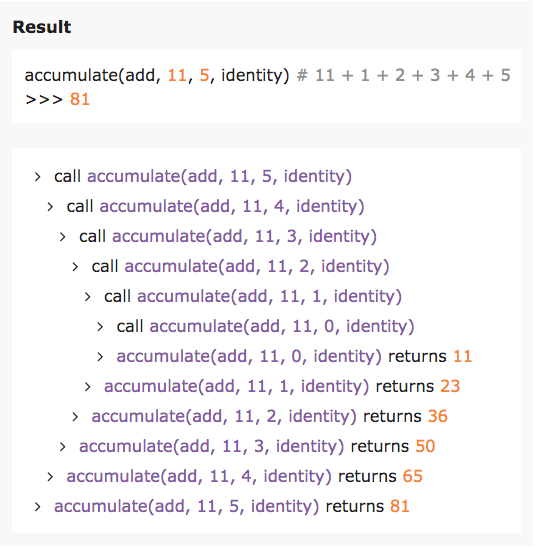 Result
accumulate(add, 11, 5, identity) # 11 + 1 + 2 + 3 + 4 + 5
>>> 81
call accumulate(add, 11, 5, identity)
call accumulate(add, 11, 4, identity)
call accumulate(add, 11, 3, identity)
call accumulate(add, 11, 2, identity)
call accumulate(add, 11, 1, identity)
call accumulate(add, 11, 0, identity)
accumulate(add, 11, 0, identity) returns 11
accumulate(add, 11, 1, identity) returns 23
accumulate(add, 11, 2, identity) returns 36
accumulate(add, 11, 3, identity) returns 50
accumulate(add, 11, 4, identity) returns 65
accumulate(add, 11, 5, identity) returns 81